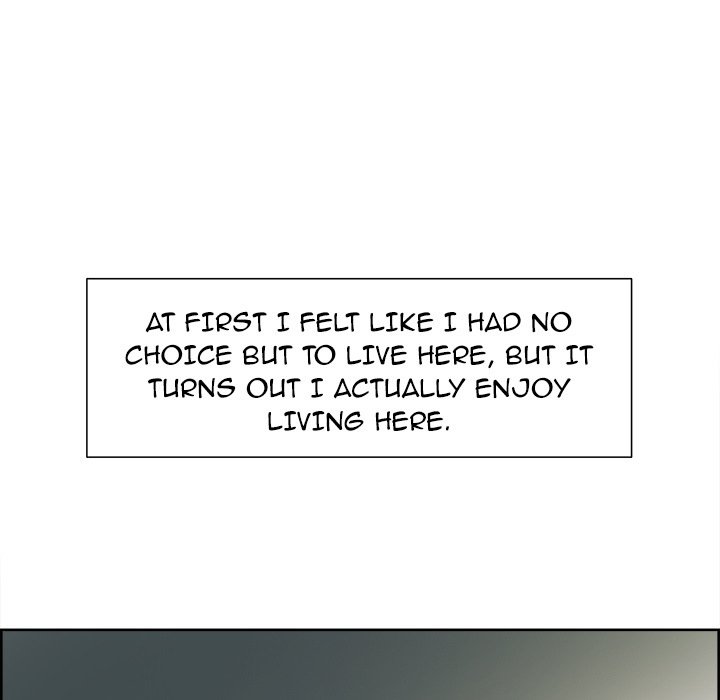 AT FIRST I FELT LIKE I HAD NO
CHOICE BUT TO LIVE HERE, BUT IT
TURNS OUT I ACTUALLY ENJOY
LIVING HERE.